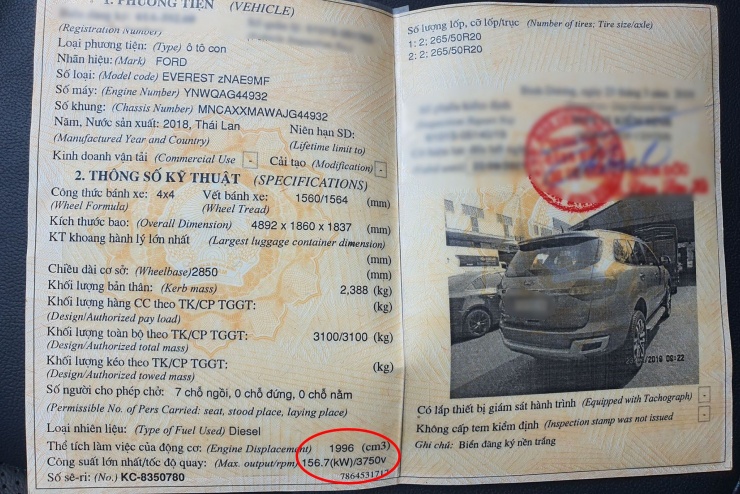 1. PHƯƠNG TIỆN (VEHICLE)
(Registration Number)
Loại phương tiện: (Type) ô tô con
Nhãn hiệu: (Mark) FORD
Số loại: (Model code) EVEREST zNAE9MF
Số máy: (Engine Number) YNWQAG44932
Số khung: (Chassis Number) MNCAXXMAWAJG44932
Năm, Nước sản xuất: 2018, Thái Lan Niên hạn SD:
(Manufactured Year and Country) (Lifetime limit to)
Kinh doanh vận tải (Commercial Use - Cải tạo (Modification) -
2. THÔNG SỐ KỸ THUẬT (SPECIFICATIONS)
Công thức bánh xe: 4x4 Vết bánh xe: 1560/1564 (mm)
(Wheel Formula) (Wheel Tread)
Kích thước bao: (Overall Dimension) 4892 x 1860 x 1837 (mm)
KT khoang hành lý lớn nhất (Largest luggage container dimension)
(mm)
Chiều dài cơ sở: (Wheelbase) 2850 (mm)
Khối lượng bản thân: (Kerb mass) 2,388 (kg)
Khối lượng hàng CC theo TK/CP TGGT: (kg)
(Design/Authorized pay load)
Khối lượng toàn bộ theo TK/CP TGGT: 3100/3100 (kg)
(Design/Authorized total mass)
Khối lượng kéo theo TK/CP TGGT: (kg)
(Design/Authorized towed mass)
Số người cho phép chở: 7 chỗ ngồi, 0 chỗ đứng, 0 chỗ nằm
(Permissible No. of Pers Carried: seat, stood place, laying place)
Loại nhiên liệu: (Type of Fuel Used) Diesel
Thể tích làm việc của động cơ: (Engine Displacement) 1996 (cm3)
Công suất lớn nhất/tốc độ quay: (Max. output/rpm) 156.7(kW)/3750v
Số sê-ri: (No.) KC-8350780
Số lượng lốp, cỡ lốp/trục (Number of tires; Tire size/axle)
1: 2; 265/50R20
2: 2; 265/50R20
Có lắp thiết bị giám sát hành trình (Equipped with Tachograph) -
Không cấp tem kiểm định (Inspection stamp was not issued -
Ghi chú: Biển đăng ký nền trắng